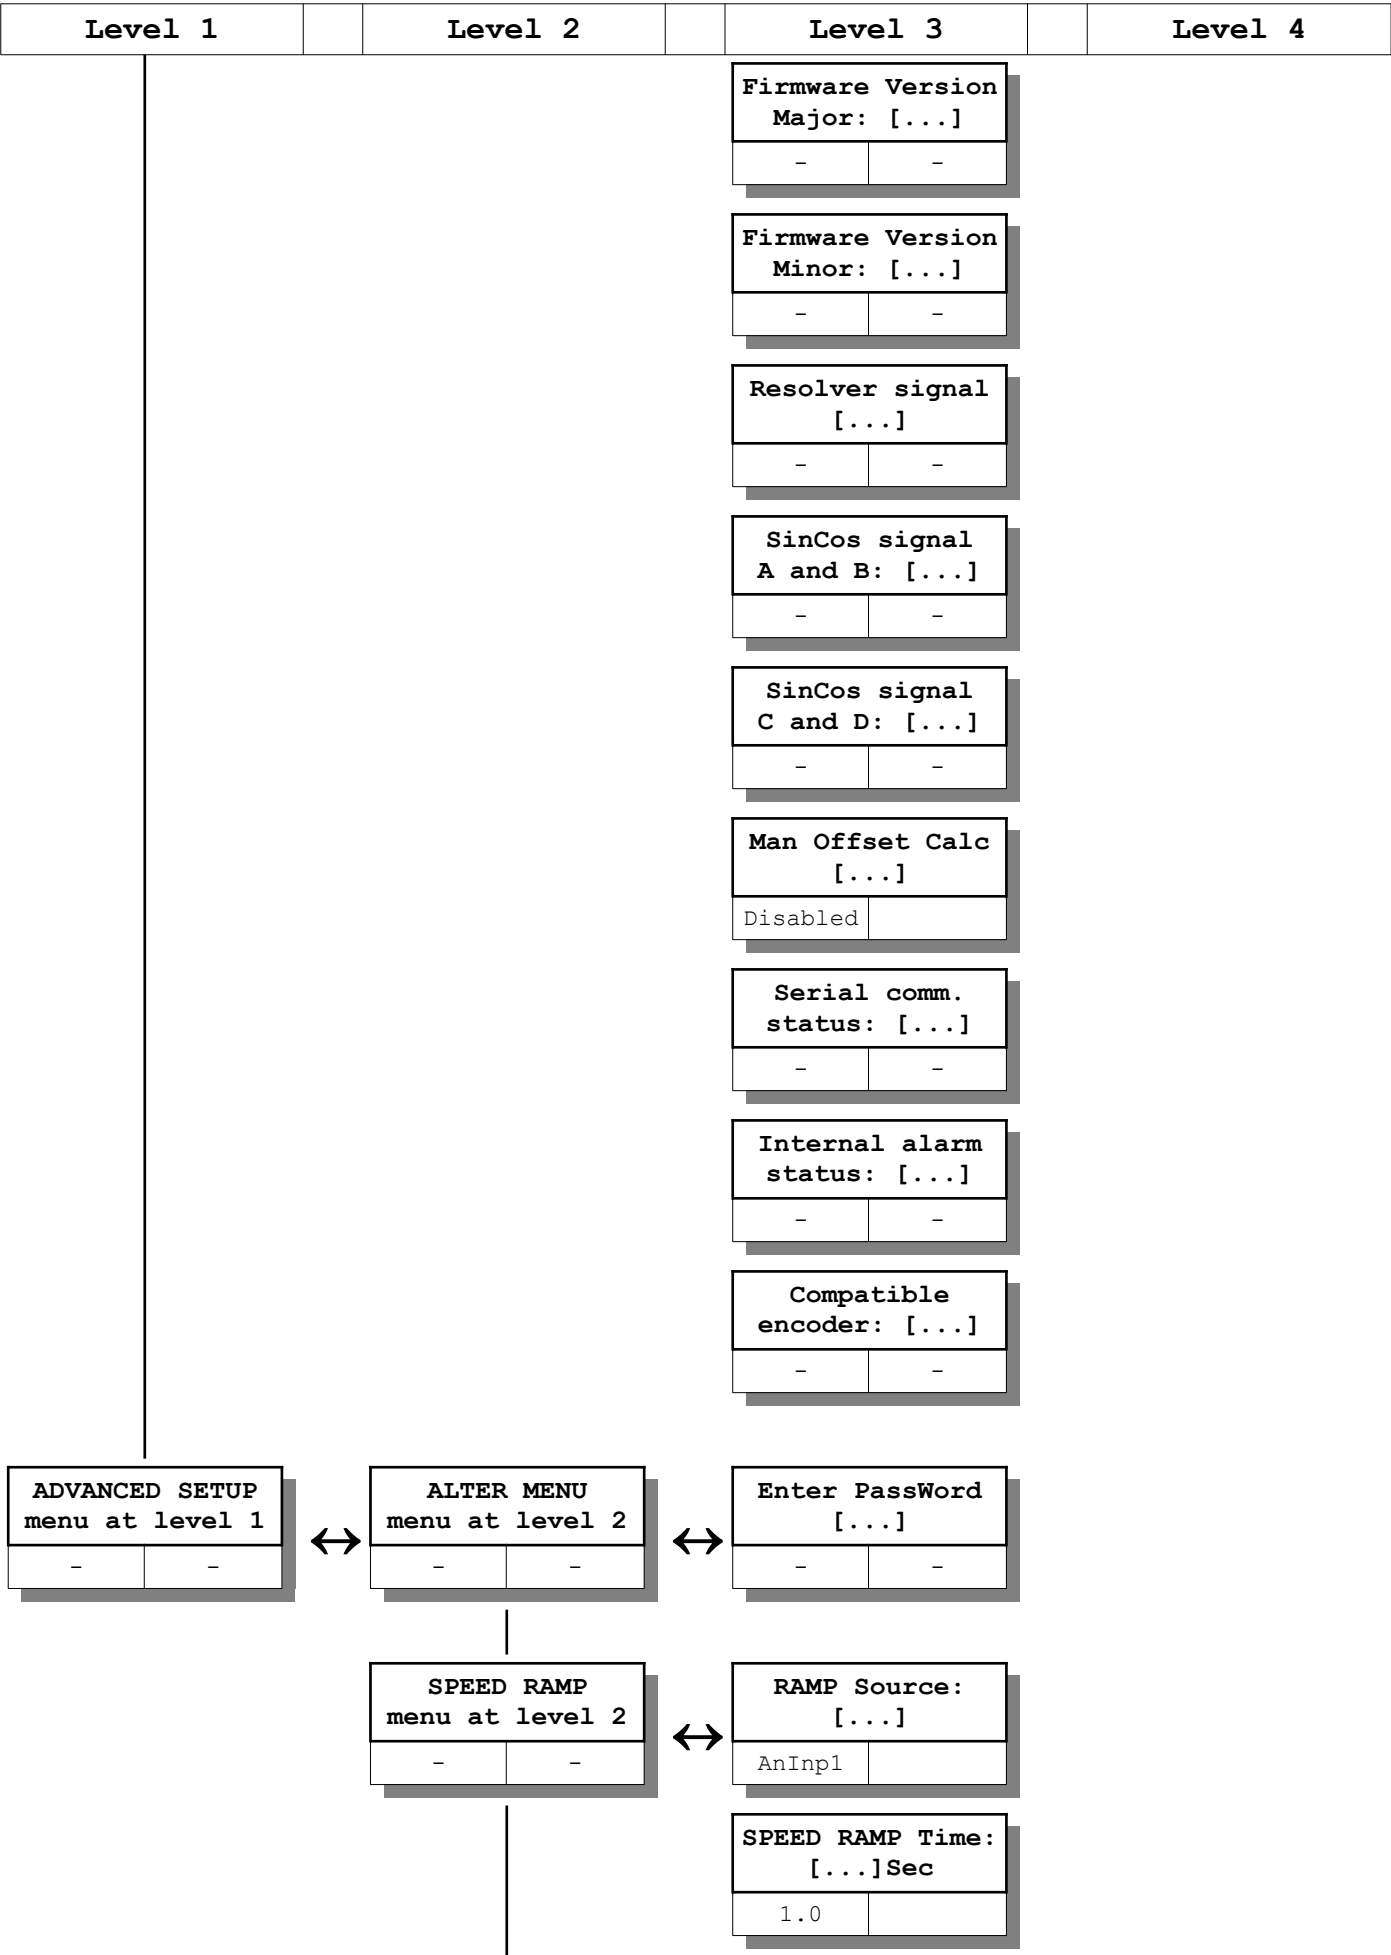 Level 1 Level 2 Level 3 Level 4
Firmware Version
Major: [...]
- -
Firmware Version
Minor: [...]
- -
Resolver signal
[...]
- -
SinCos signal
A and B: [...]
- -
SinCos signal
C and D: [...]
- -
Man Offset Calc
[...]
Disabled
Serial comm.
status: [...]
- -
Internal alarm
status: [...]
- -
Compatible
encoder: [...]
- -
ADVANCED SETUP
menu at level 1
- -
ALTER MENU
menu at level 2
- -
Enter PassWord
[...]
- -
SPEED RAMP
menu at level 2
- -
RAMP Source:
[...]
AnInp1
SPEED RAMP Time:
[...]Sec
1.0